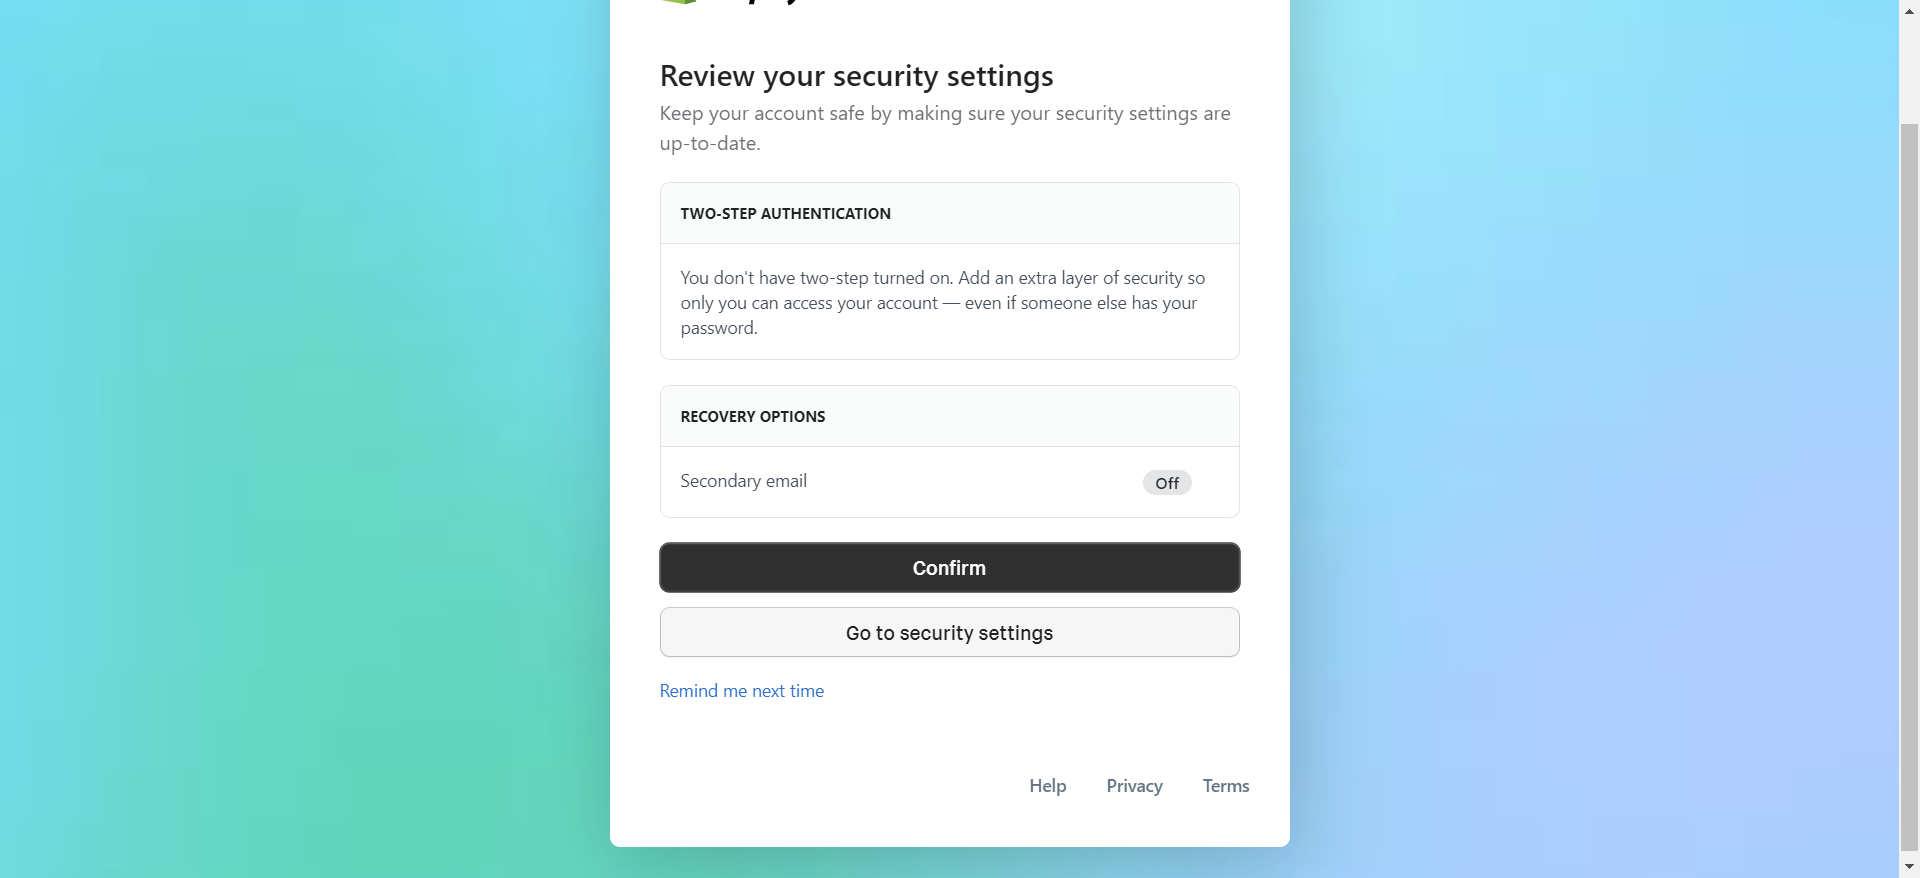 Review your security settings
Keep your account safe by making sure your security settings are
up-to-date.
TWO-STEP AUTHENTICATION
You don't have two-step turned on. Add an extra layer of security so
only you can access your account — even if someone else has your
password.
RECOVERY OPTIONS
Secondary email Off
Confirm
Go to security settings
Remind me next time
Help Privacy Terms